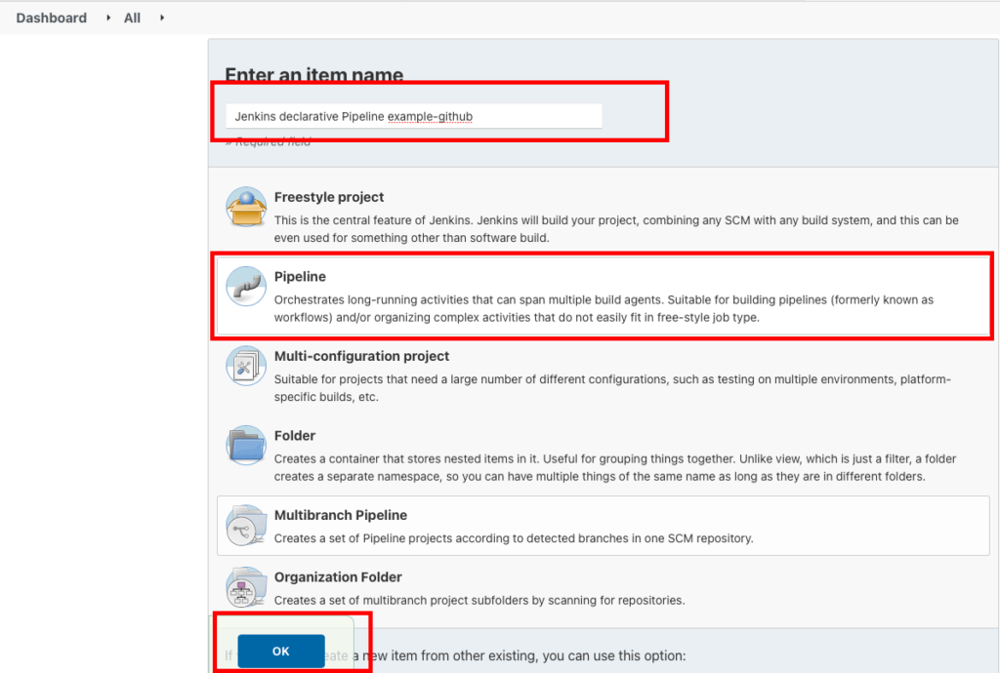 Dashboard All
Enter an item name
Jenkins declarative Pipeline example-github
» Required field
Freestyle project
This is the central feature of Jenkins. Jenkins will build your project, combining any SCM with any build system, and this can be
even used for something other than software build.
Pipeline
Orchestrates long-running activities that can span multiple build agents. Suitable for building pipelines (formerly known as
workflows) and/or organizing complex activities that do not easily fit in free-style job type.
Multi-configuration project
Suitable for projects that need a large number of different configurations, such as testing on multiple environments, platform-
specific builds, etc.
Folder
Creates a container that stores nested items in it. Useful for grouping things together. Unlike view, which is just a filter, a folder
creates a separate namespace, so you can have multiple things of the same name as long as they are in different folders.
Multibranch Pipeline
Creates a set of Pipeline projects according to detected branches in one SCM repository.
Organization Folder
Creates a set of multibranch project subfolders by scanning for repositories.
OK
If a new item from other existing, you can use this option: